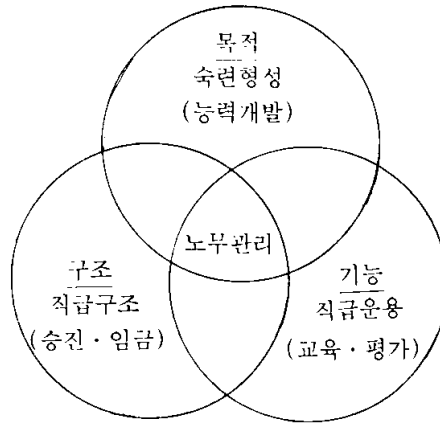 목적
숙련형성
(능력개발)
노무관리
구조
직급구조
(승진·임금)
기능
직급운용
(교육·평가)